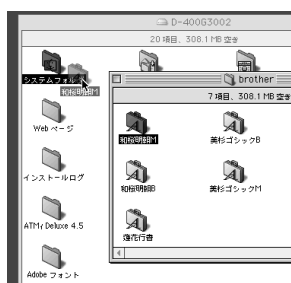 D-400G3002
20 項目、308.1 MB 空き
システムフォルダ
和桜明朝M
Web ページ
インストールログ
ATM® Deluxe 4.5
Adobe フォント
brother
7 項目、308.1 MB 空き
和桜明朝M
美杉ゴシックB
和桜明朝B
美杉ゴシックM
蓮花行書